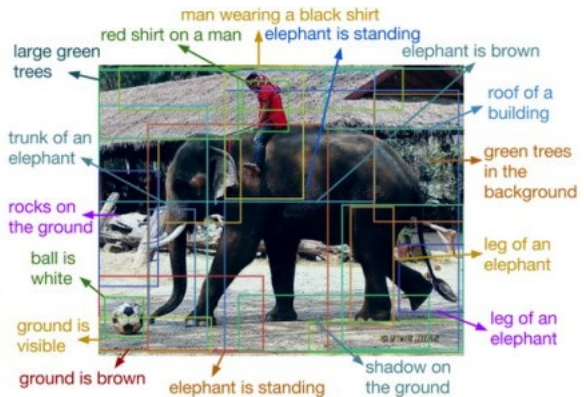 man wearing a black shirt
red shirt on a man
elephant is standing
large green
trees
elephant is brown
roof of a
building
trunk of an
elephant
green trees
in the
background
rocks on
the ground
ball is
white
leg of an
elephant
ground is
visible
leg of an
elephant
ground is brown
elephant is standing
shadow on
the ground